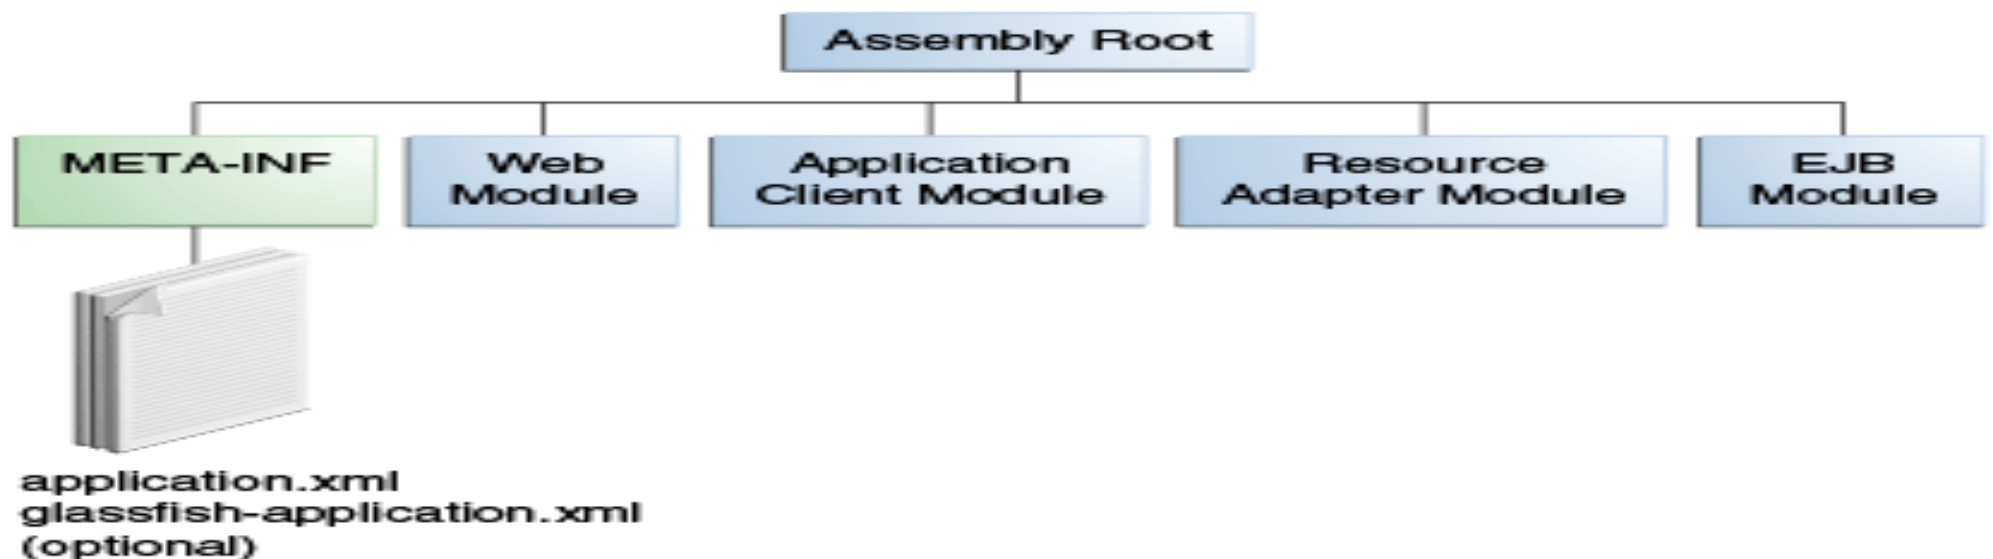 Assembly Root
META-INF
Web
Module
Application
Client Module
Resource
Adapter Module
EJB
Module
application.xml
glassfish-application.xml
(optional)